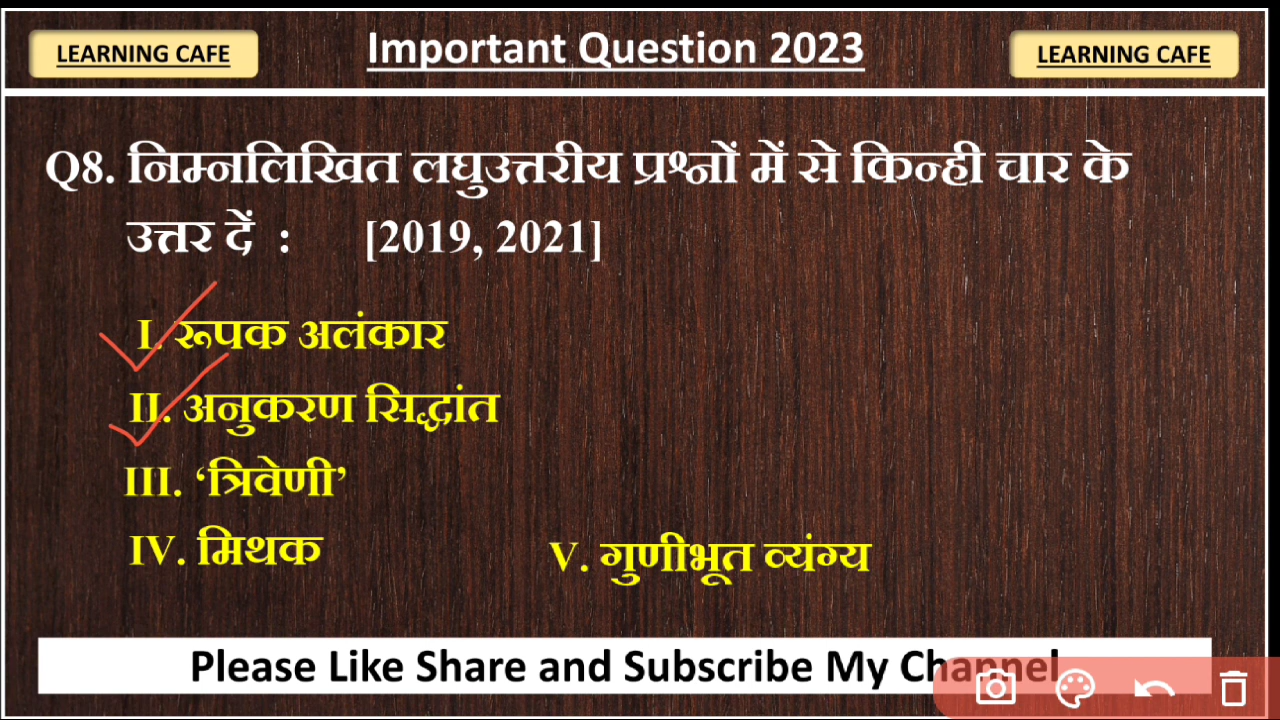 LEARNING CAFE
Important Question 2023
LEARNING CAFE
Q8. निम्नलिखित लघुउत्तरीय प्रश्नों में से किन्ही चार के
उत्तर दें : [2019, 2021]
I. रूपक अलंकार
II. अनुकरण सिद्धांत
III. ‘त्रिवेणी’
IV. मिथक
V. गुणीभूत व्यंग्य
Please Like Share and Subscribe My Channel